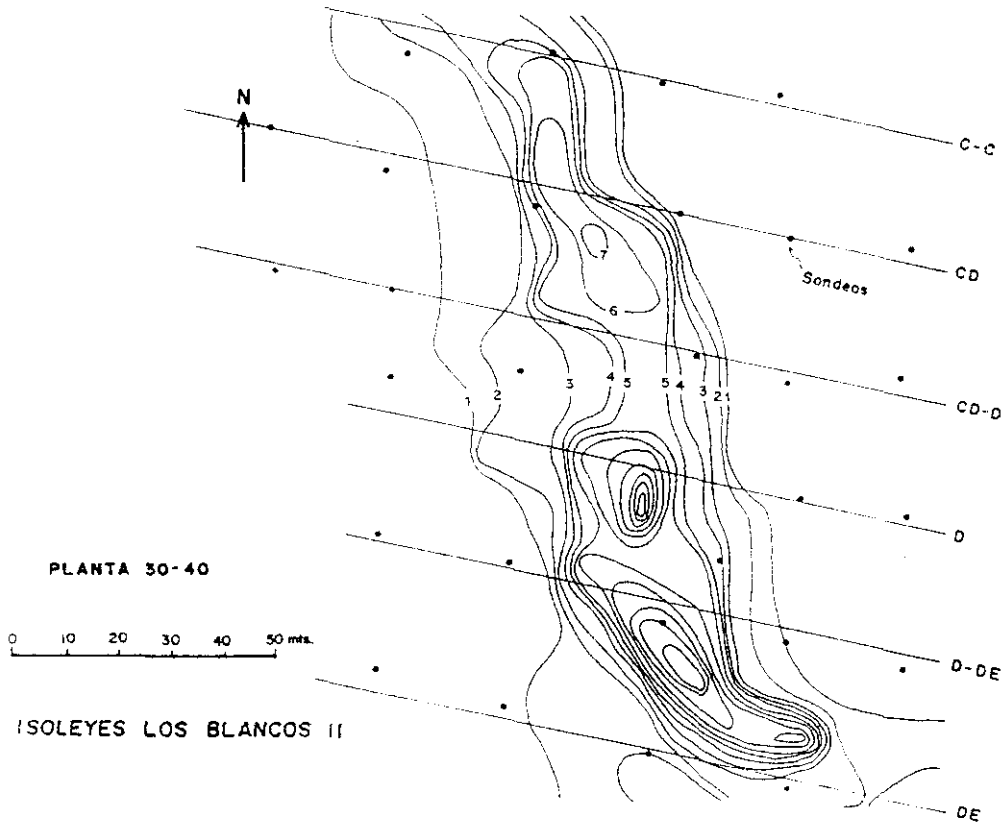 N
C-C
CD
Sondeos
CD-D
D
D-DE
DE
7
6
1 2 3 4 5 5 4 3 2 1
PLANTA 30-40
0 10 20 30 40 50 mts.
ISOLEYES LOS BLANCOS II